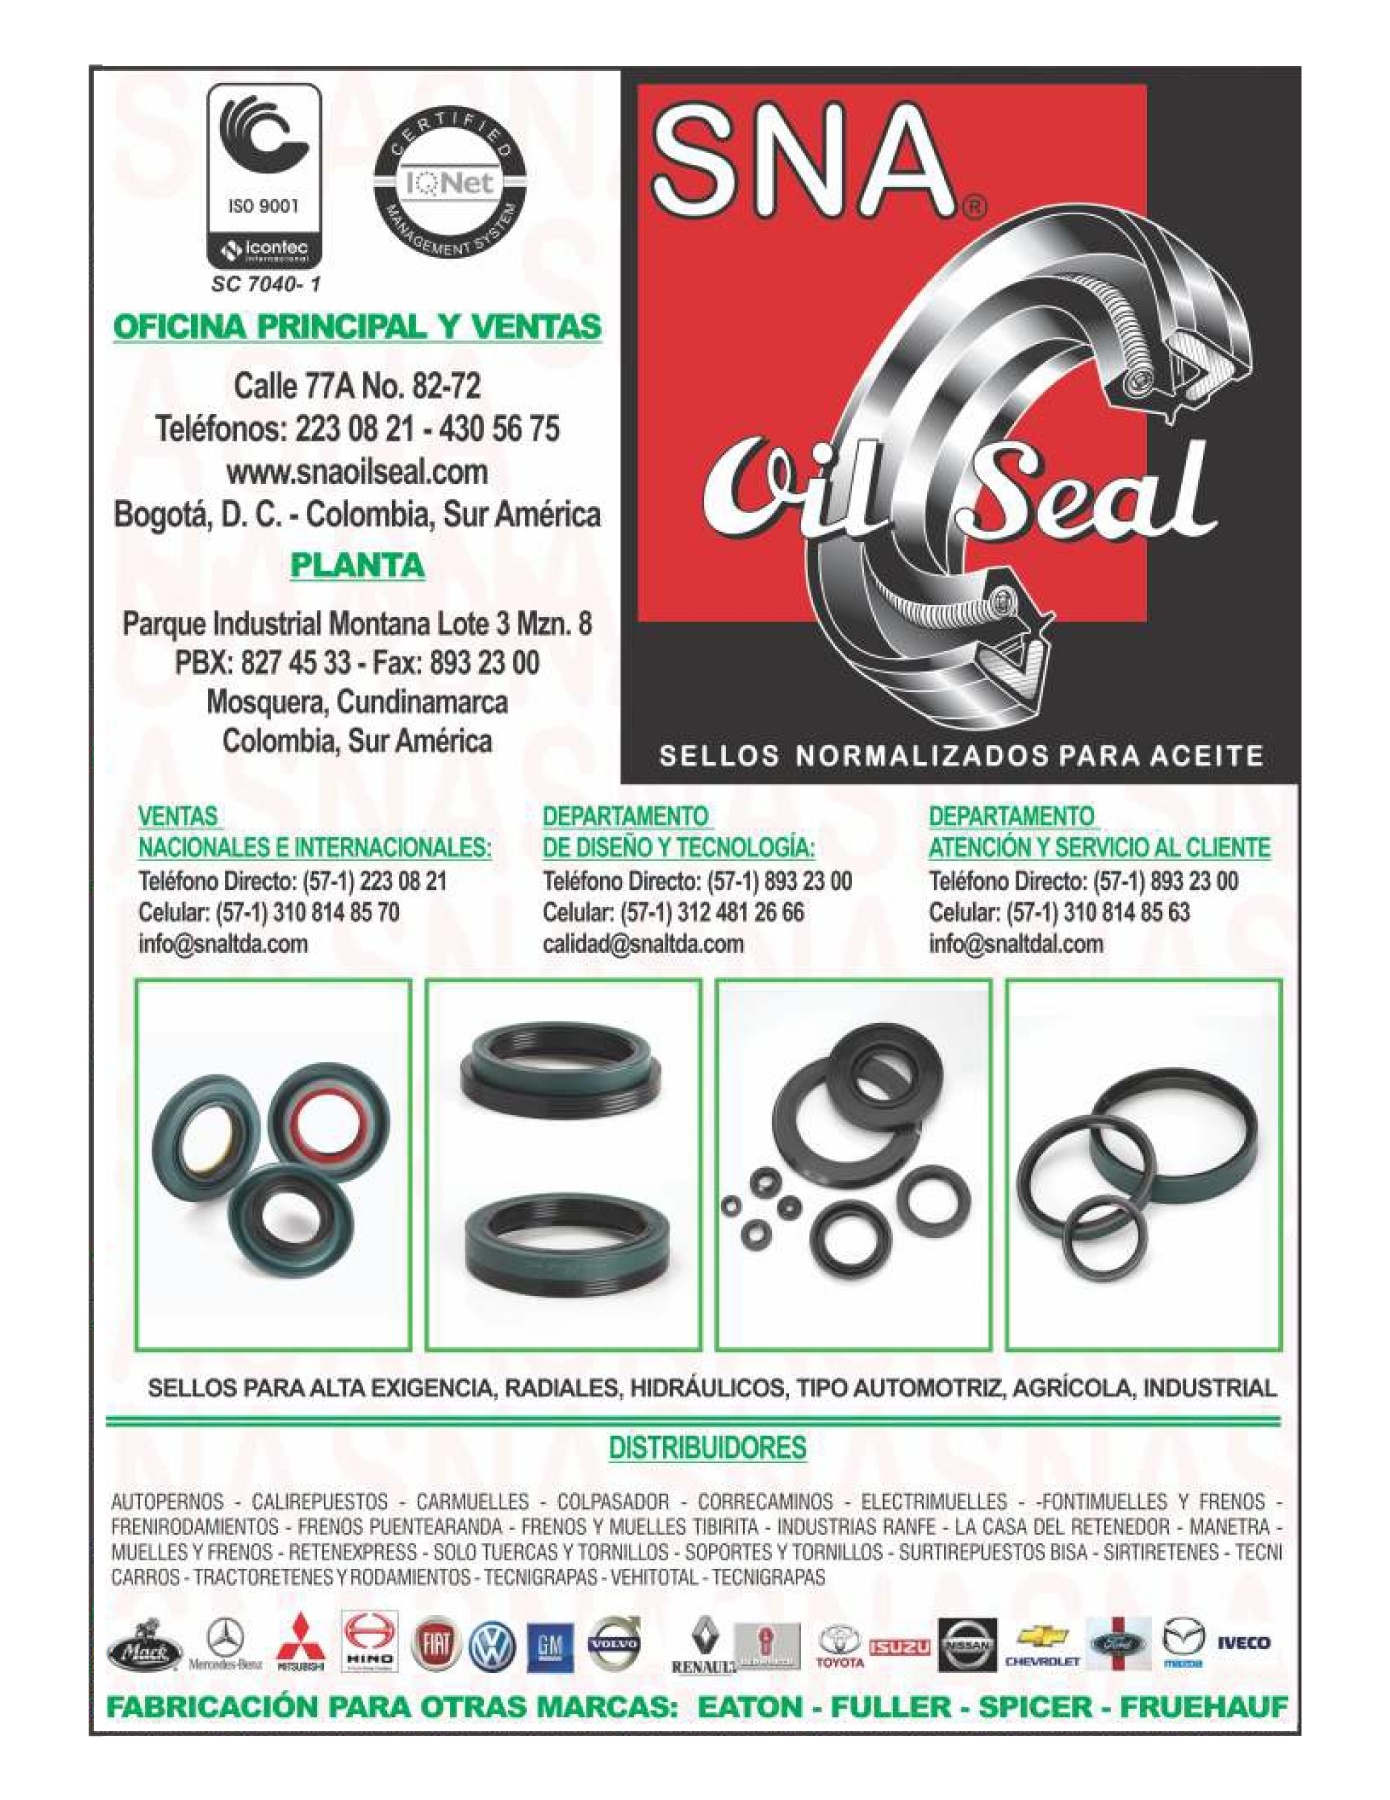 ISO 9001
icontec
internacional
SC 7040- 1
CERTIFIED
IQNet
MANAGEMENT SYSTEM
SNA®
Oil Seal
SELLOS NORMALIZADOS PARA ACEITE
OFICINA PRINCIPAL Y VENTAS
Calle 77A No. 82-72
Teléfonos: 223 08 21 - 430 56 75
www.snaoilseal.com
Bogotá, D. C. - Colombia, Sur América
PLANTA
Parque Industrial Montana Lote 3 Mzn. 8
PBX: 827 45 33 - Fax: 893 23 00
Mosquera, Cundinamarca
Colombia, Sur América
VENTAS
NACIONALES E INTERNACIONALES:
Teléfono Directo: (57-1) 223 08 21
Celular: (57-1) 310 814 85 70
info@snaltda.com
DEPARTAMENTO
DE DISEÑO Y TECNOLOGÍA:
Teléfono Directo: (57-1) 893 23 00
Celular: (57-1) 312 481 26 66
calidad@snaltda.com
DEPARTAMENTO
ATENCIÓN Y SERVICIO AL CLIENTE
Teléfono Directo: (57-1) 893 23 00
Celular: (57-1) 310 814 85 63
info@snaltdal.com
SELLOS PARA ALTA EXIGENCIA, RADIALES, HIDRÁULICOS, TIPO AUTOMOTRIZ, AGRÍCOLA, INDUSTRIAL
DISTRIBUIDORES
AUTOPERNOS - CALIREPUESTOS - CARMUELLES - COLPASADOR - CORRECAMINOS - ELECTRIMUELLES - -FONTIMUELLES Y FRENOS -
FRENIRODAMIENTOS - FRENOS PUENTEARANDA - FRENOS Y MUELLES TIBIRITA - INDUSTRIAS RANFE - LA CASA DEL RETENEDOR - MANETRA -
MUELLES Y FRENOS - RETENEXPRESS - SOLO TUERCAS Y TORNILLOS - SOPORTES Y TORNILLOS - SURTIREPUESTOS BISA - SIRTIRETENES - TECNI
CARROS - TRACTORETENES Y RODAMIENTOS - TECNIGRAPAS - VEHITOTAL - TECNIGRAPAS
Mack Mercedes-Benz MITSUBISHI HINO FIAT VW GM VOLVO RENAULT TOYOTA ISUZU NISSAN CHEVROLET Ford mazda IVECO
FABRICACIÓN PARA OTRAS MARCAS: EATON - FULLER - SPICER - FRUEHAUF